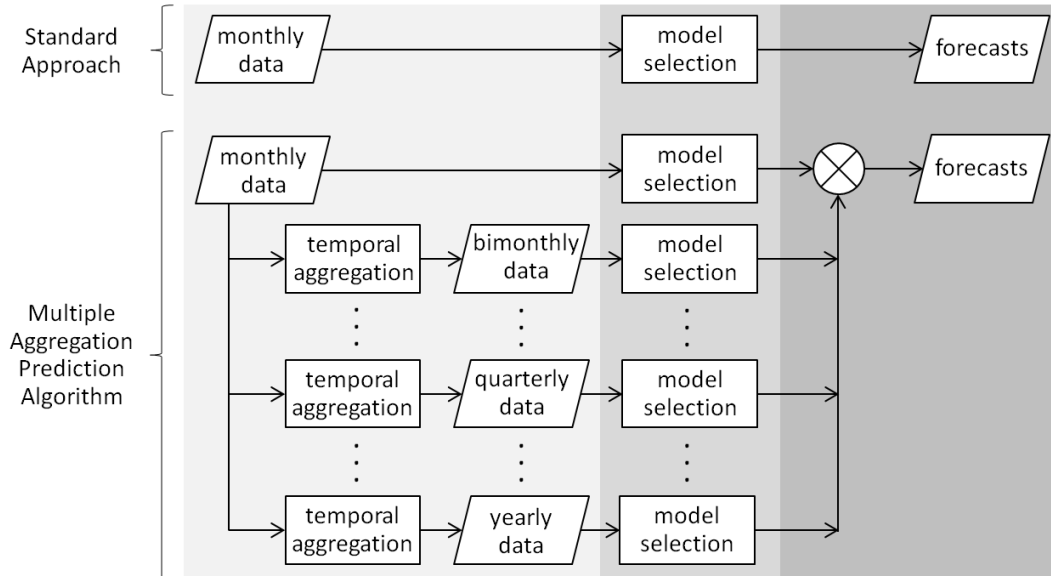 Standard
Approach
monthly
data
model
selection
forecasts
Multiple
Aggregation
Prediction
Algorithm
monthly
data
model
selection
forecasts
temporal
aggregation
bimonthly
data
model
selection
temporal
aggregation
quarterly
data
model
selection
temporal
aggregation
yearly
data
model
selection